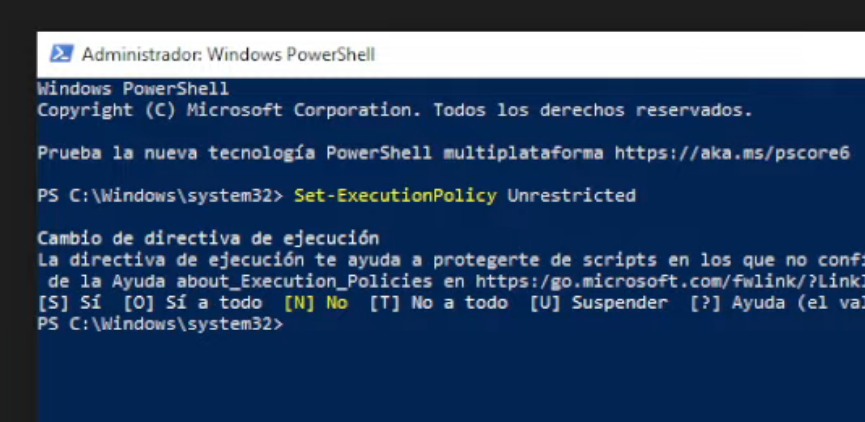 Administrador: Windows PowerShell
Windows PowerShell
Copyright (C) Microsoft Corporation. Todos los derechos reservados.
Prueba la nueva tecnología PowerShell multiplataforma https://aka.ms/pscore6
PS C:\Windows\system32> Set-ExecutionPolicy Unrestricted
Cambio de directiva de ejecución
La directiva de ejecución te ayuda a protegerte de scripts en los que no
de la Ayuda about_Execution_Policies en https:/go.microsoft.com/fwlink/?Link
[S] Sí [O] Sí a todo [N] No [T] No a todo [U] Suspender [?] Ayuda (el
PS C:\Windows\system32>